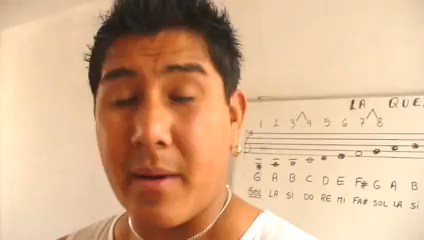 LA QUE
1 2 3 4 5 6 7 8
G A B C D E F# G A B
SOL LA SI DO RE MI FA# SOL LA SI